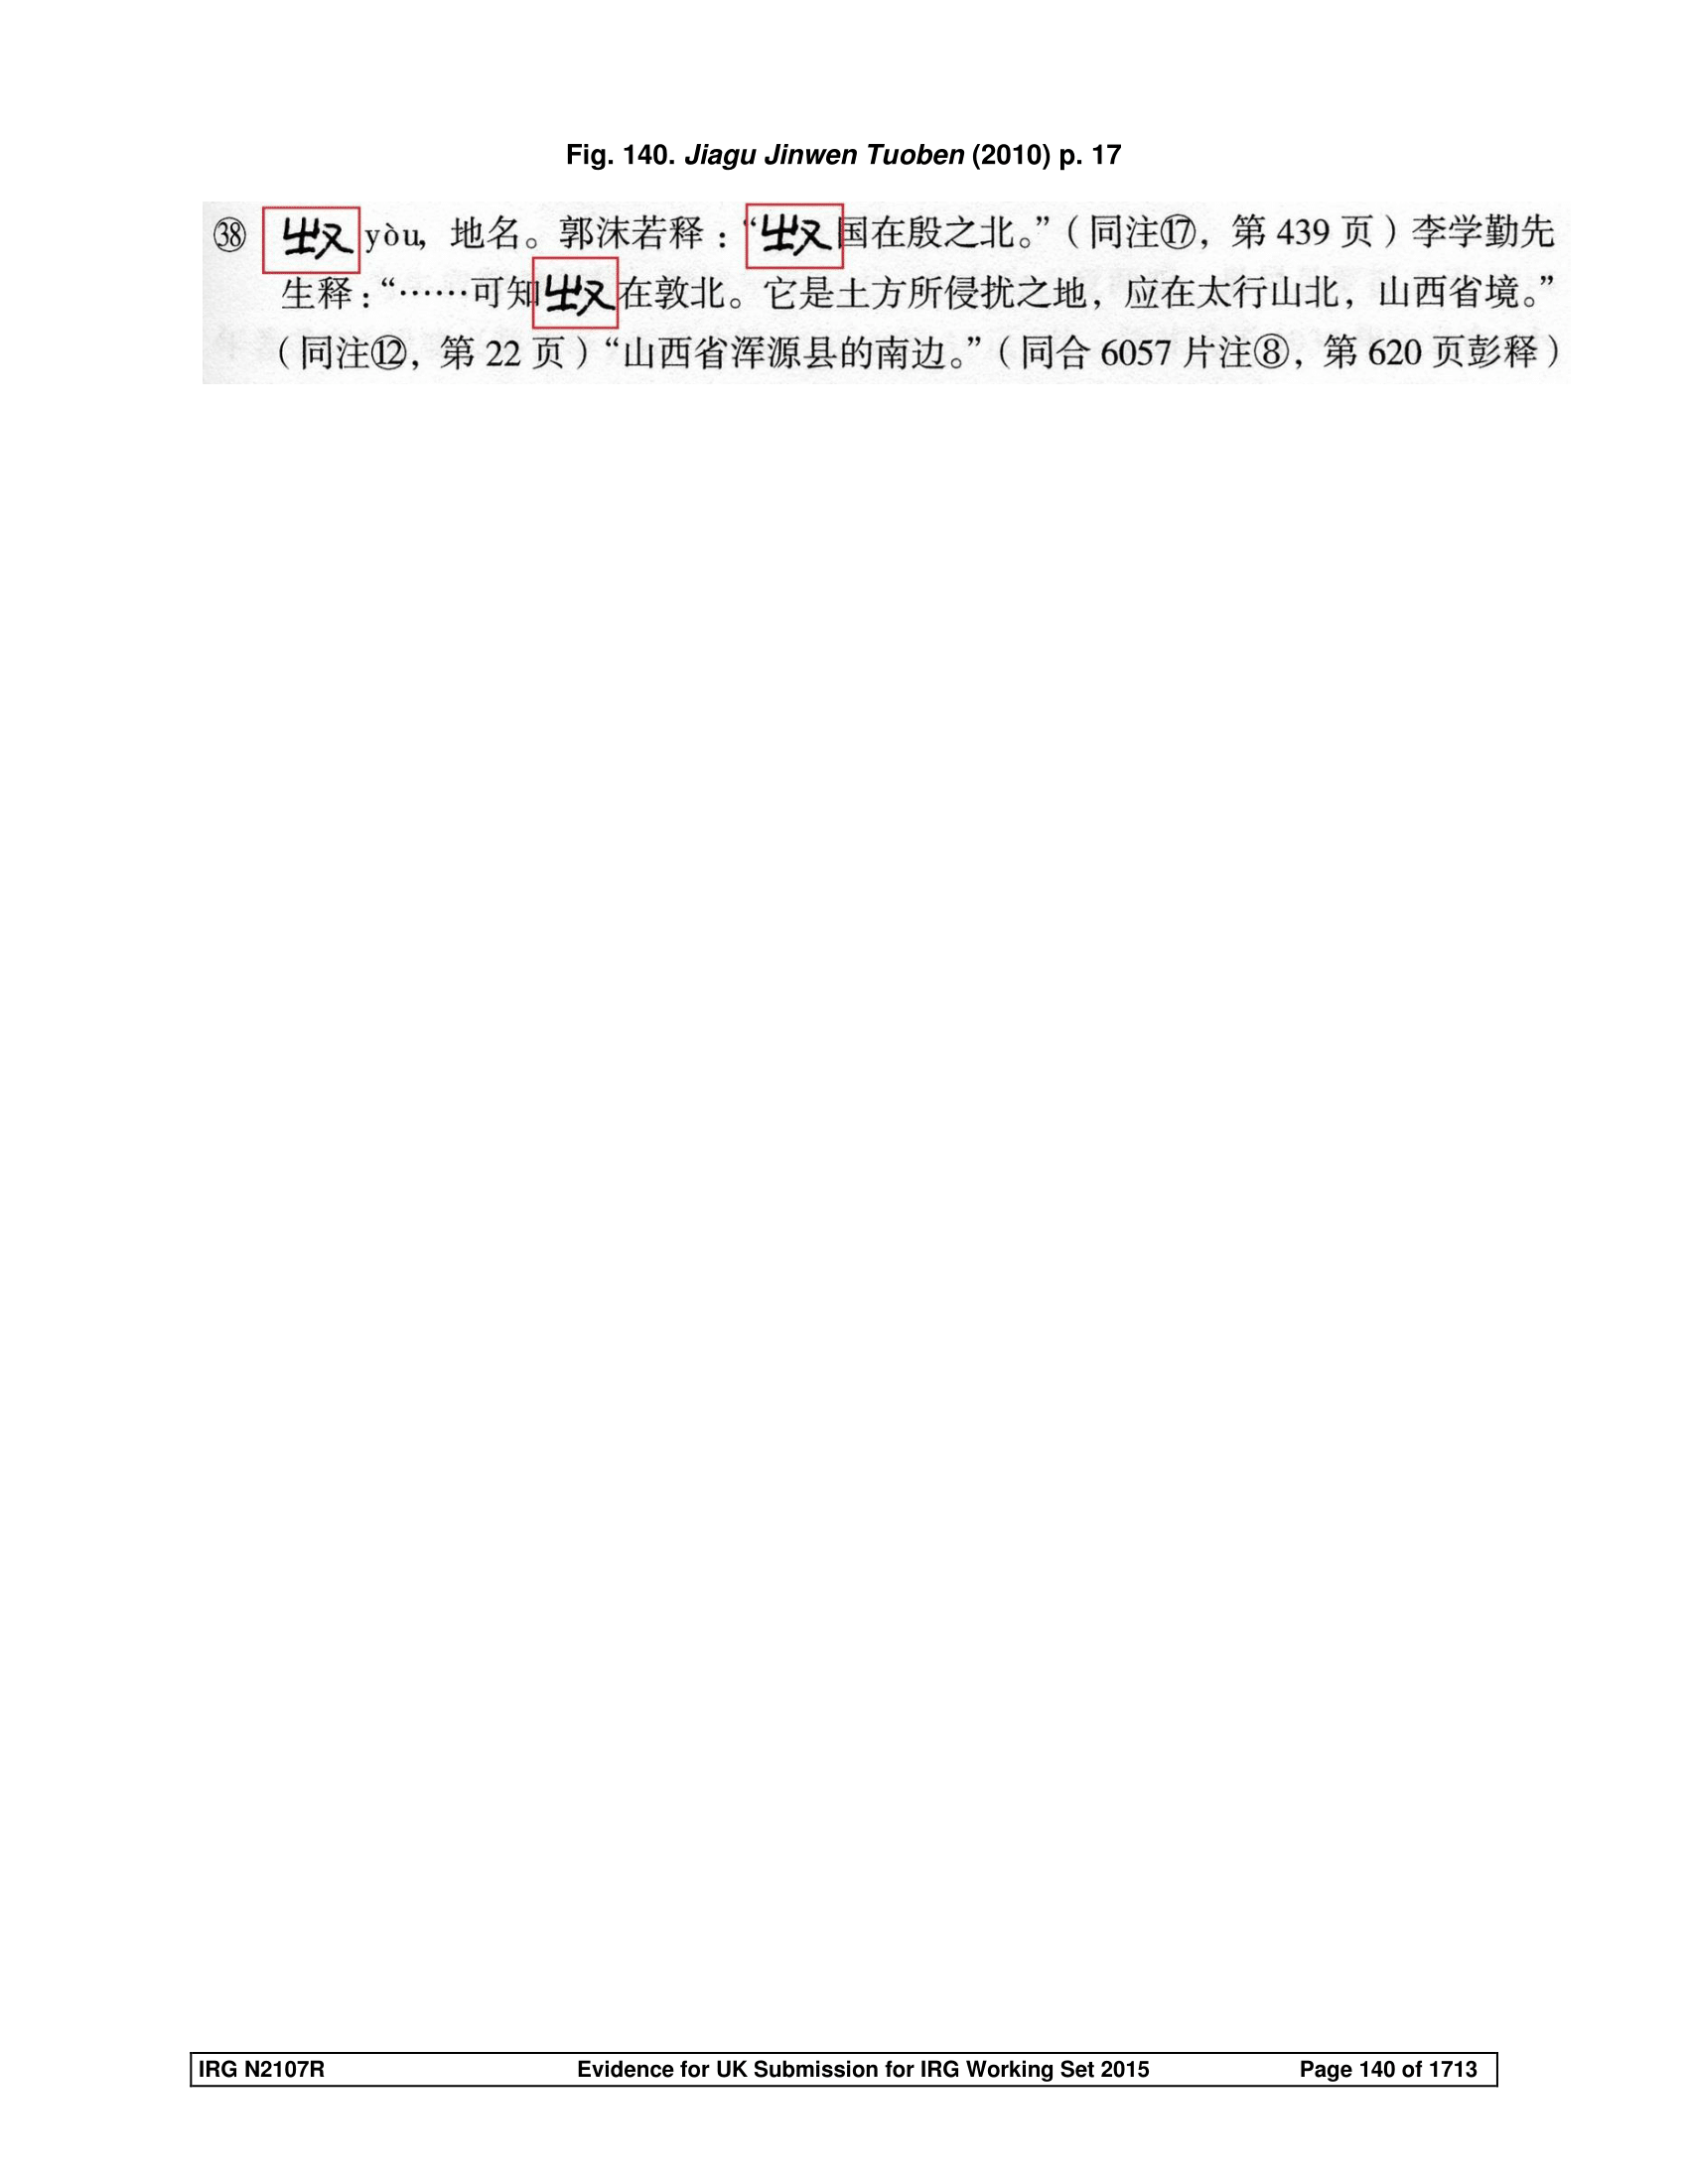 Fig. 140. Jiagu Jinwen Tuoben (2010) p. 17
㊳ yòu, 地名。郭沫若释：“国在殷之北。”（同注⑰，第 439 页）李学勤先
生释：“……可知在敦北。它是土方所侵扰之地，应在太行山北，山西省境。”
（同注⑫，第 22 页）“山西省浑源县的南边。”（同合 6057 片注⑧，第 620 页彭释）
IRG N2107R Evidence for UK Submission for IRG Working Set 2015 Page 140 of 1713